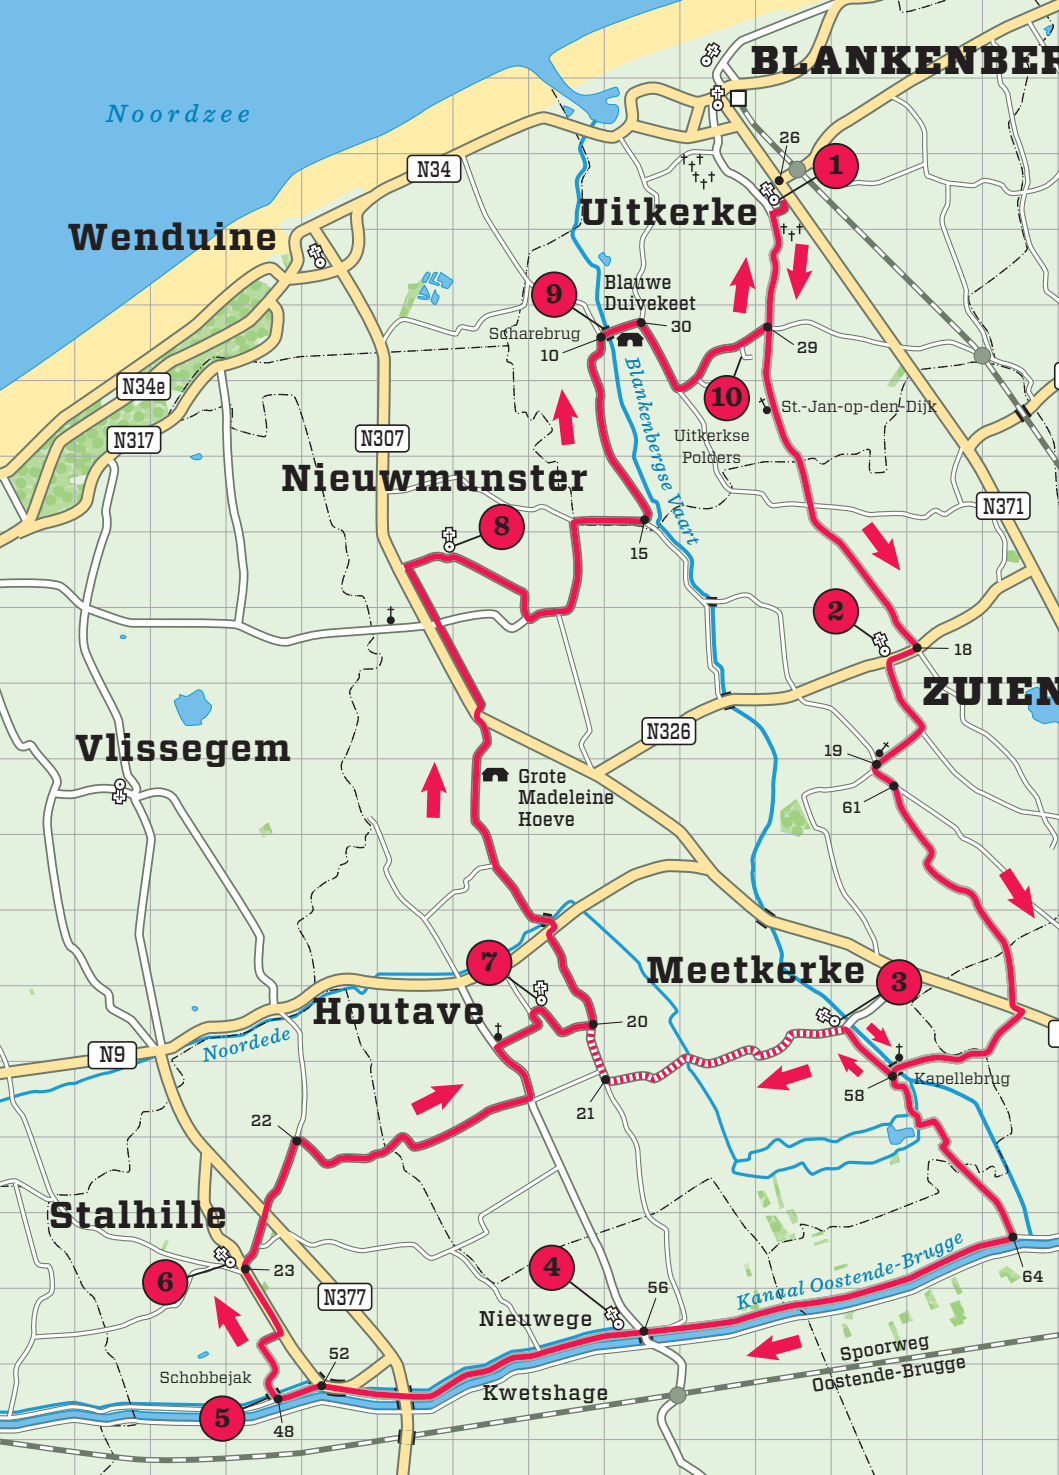 BLANKENBER
Noordzee
26
1
N34
Uitkerke
Wenduine
9
Blauwe
Duivekeet
30
Scharebrug
10
29
N34e
10
St.-Jan-op-den-Dijk
N317
N307
Uitkerkse
Polders
Blankenbergse Vaart
Nieuwmunster
N371
8
15
2
18
ZUIEN
N326
Vlissegem
19
Grote
Madeleine
Hoeve
61
7
Meetkerke
3
Houtave
20
Noordede
N9
Kapellebrug
58
21
22
Stalhille
Kanaal Oostende-Brugge
4
23
6
64
56
N377
Nieuwege
Spoorweg
Oostende-Brugge
52
Schobbejak
Kwetshage
5
48